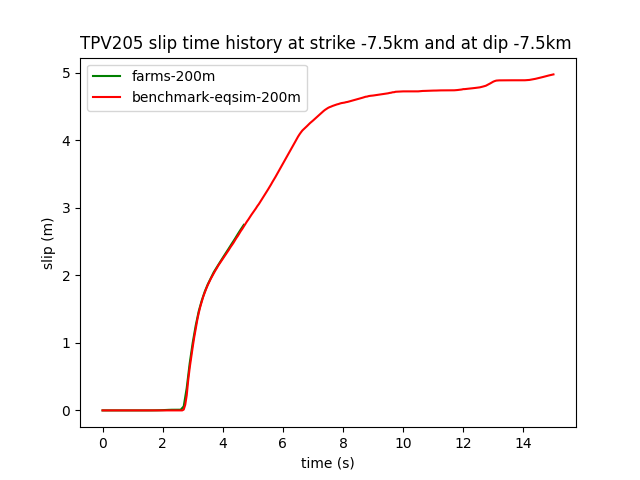 TPV205 slip time history at strike -7.5km and at dip -7.5km
farms-200m
benchmark-eqsim-200m
5
4
3
2
1
0
slip (m)
0 2 4 6 8 10 12 14
time (s)